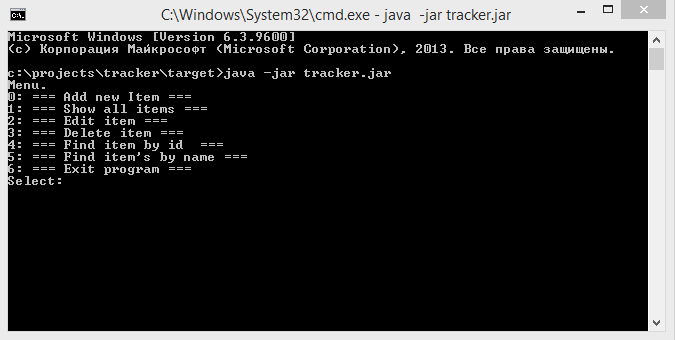 C:\Windows\System32\cmd.exe - java  -jar tracker.jar
Microsoft Windows [Version 6.3.9600]
(c) Корпорация Майкрософт (Microsoft Corporation), 2013. Все права защищены.
c:\projects\tracker\target>java -jar tracker.jar
Menu.
0: === Add new Item ===
1: === Show all items ===
2: === Edit item ===
3: === Delete item ===
4: === Find item by id  ===
5: === Find item's by name ===
6: === Exit program ===
Select: